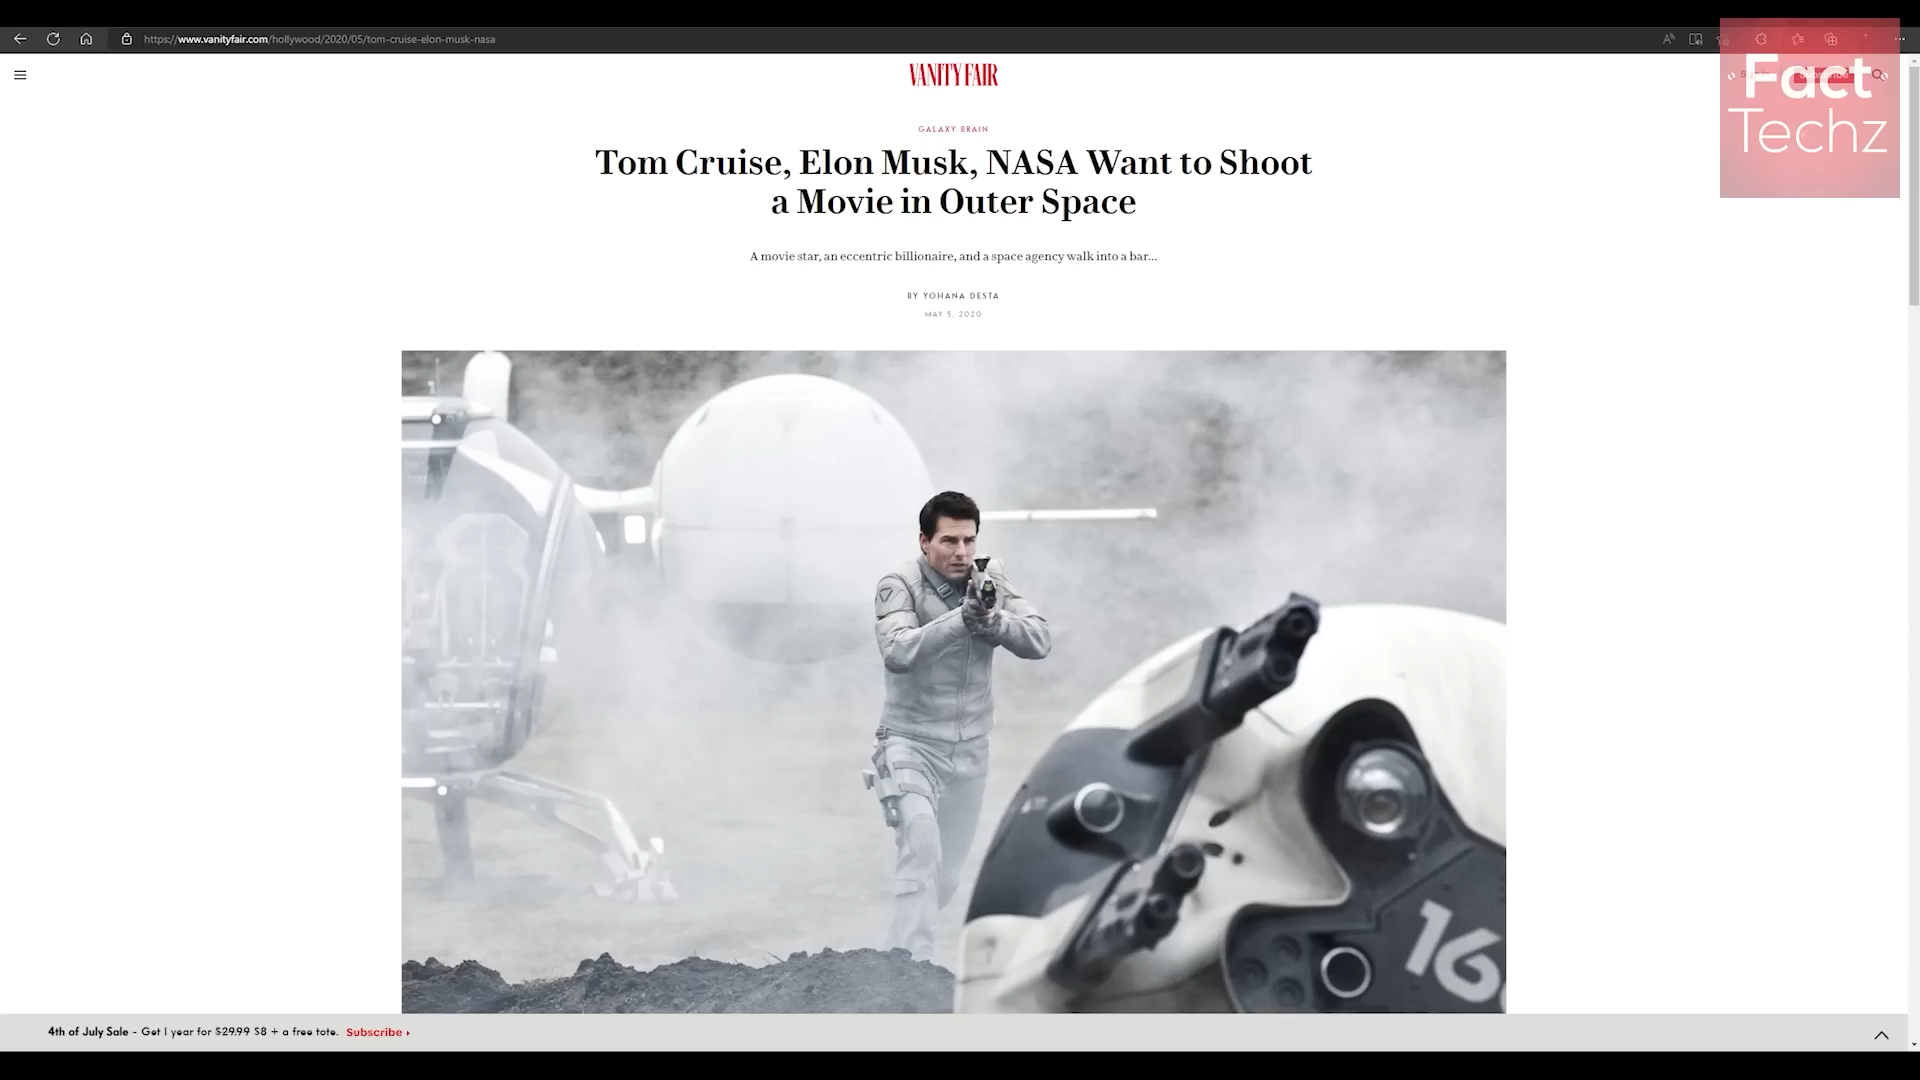 https://www.vanityfair.com/hollywood/2020/05/tom-cruise-elon-musk-nasa
Fact
Techz
VANITY FAIR
GALAXY BRAIN
Tom Cruise, Elon Musk, NASA Want to Shoot
a Movie in Outer Space
A movie star, an eccentric billionaire, and a space agency walk into a bar...
BY YOHANA DESTA
MAY 5, 2020
16
4th of July Sale - Get 1 year for $29.99 $8 + a free tote. Subscribe